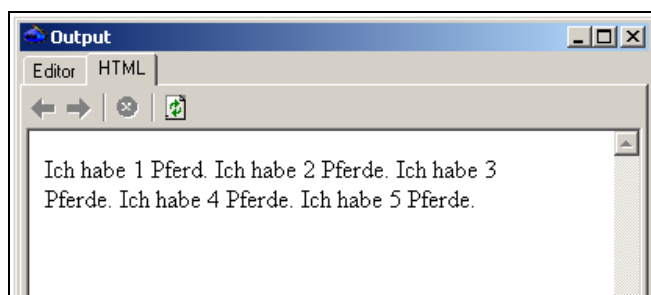 Output
Editor HTML
Ich habe 1 Pferd. Ich habe 2 Pferde. Ich habe 3
Pferde. Ich habe 4 Pferde. Ich habe 5 Pferde.